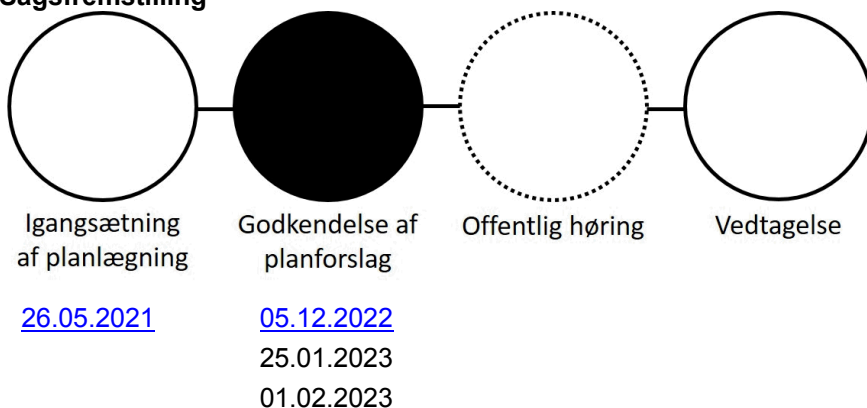 Sagsfremstilling
Igangsætning
af planlægning
Godkendelse af
planforslag
Offentlig høring
Vedtagelse
26.05.2021
05.12.2022
25.01.2023
01.02.2023